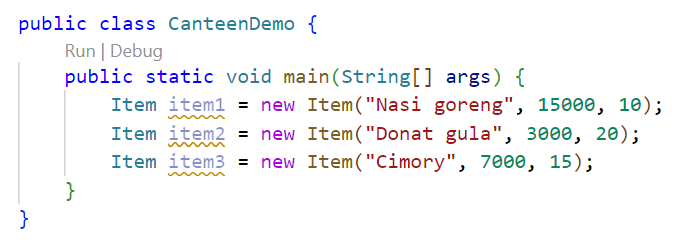 public class CanteenDemo {
Run | Debug
public static void main(String[] args) {
Item item1 = new Item("Nasi goreng", 15000, 10);
Item item2 = new Item("Donat gula", 3000, 20);
Item item3 = new Item("Cimory", 7000, 15);
}
}